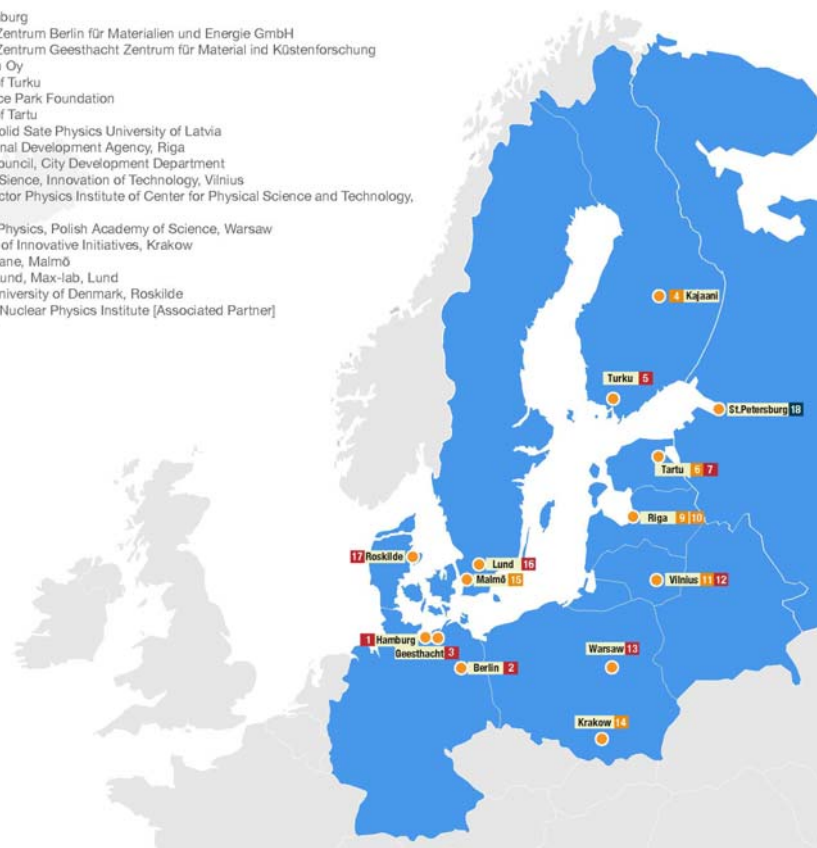 burg
Zentrum Berlin für Materialien und Energie GmbH
Zentrum Geesthacht Zentrum für Material ind Küstenforschung
Oy
f Turku
ce Park Foundation
f Tartu
olid Sate Physics University of Latvia
nal Development Agency, Riga
ouncil, City Development Department
Sience, Innovation of Technology, Vilnius
ctor Physics Institute of Center for Physical Science and Technology,
Physics, Polish Academy of Science, Warsaw
of Innovative Initiatives, Krakow
ane, Malmö
und, Max-lab, Lund
niversity of Denmark, Roskilde
Nuclear Physics Institute [Associated Partner]
4 Kajaani
Turku 5
St.Petersburg 18
Tartu 6 7
Riga 9 10
17 Roskilde
Lund 16
Malmö 15
Vilnius 11 12
1 Hamburg
Geesthacht 3
Berlin 2
Warsaw 13
Krakow 14